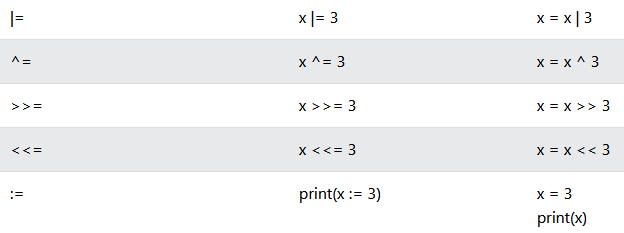 |= x |= 3 x = x | 3
^= x ^= 3 x = x ^ 3
>>= x >>= 3 x = x >> 3
<<= x <<= 3 x = x << 3
:= print(x := 3) x = 3
print(x)